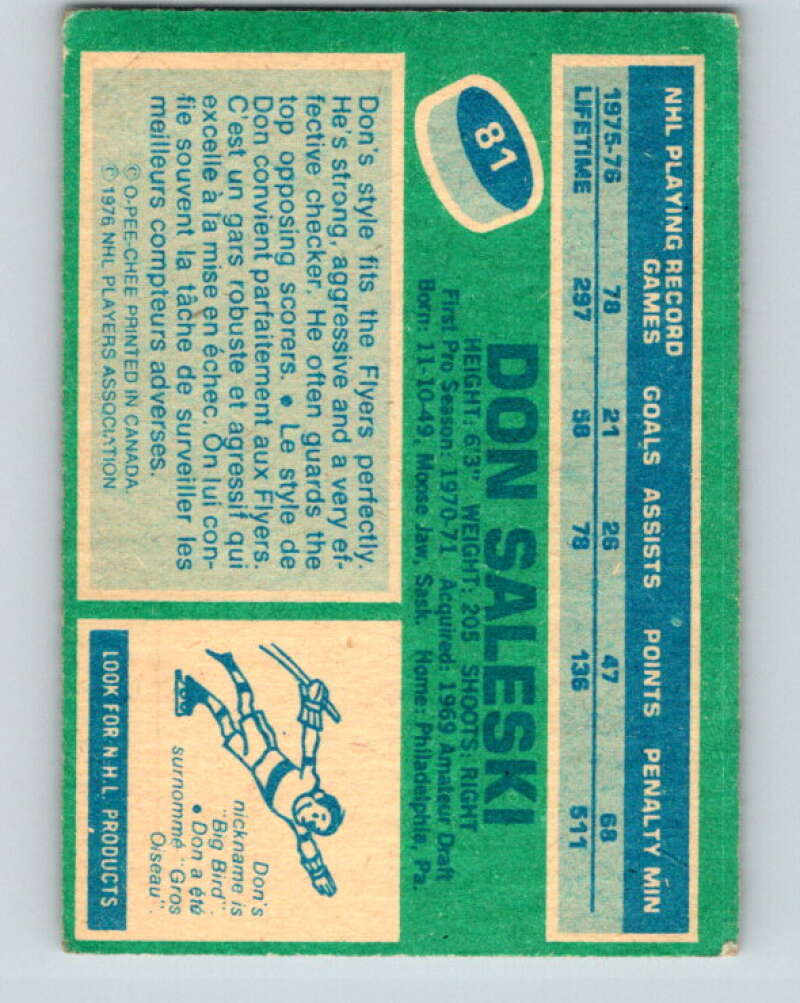 NHL PLAYING RECORD
GAMES GOALS ASSISTS POINTS PENALTY MIN
1975-76 78 21 26 47 68
LIFETIME 297 58 78 136 511
81
DON SALESKI
HEIGHT: 6'3" WEIGHT: 205 SHOOTS: RIGHT
First Pro Season: 1970-71 Acquired: 1969 Amateur Draft
Born: 11-10-49, Moose Jaw, Sask. Home: Philadelphia, Pa.
Don's style fits the Flyers perfectly.
He's strong, aggressive and a very ef-
fective checker. He often guards the
top opposing scorers. • Le style de
Don convient parfaitement aux Flyers.
C'est un gars robuste et agressif qui
excelle à la mise en échec. On lui con-
fie souvent la tâche de surveiller les
meilleurs compteurs adverses.
© O-PEE-CHEE PRINTED IN CANADA.
© 1976 NHL PLAYERS ASSOCIATION
Don's
nickname is
"Big Bird"
• Don a été
surnommé "Gros
Oiseau".
LOOK FOR N.H.L. PRODUCTS